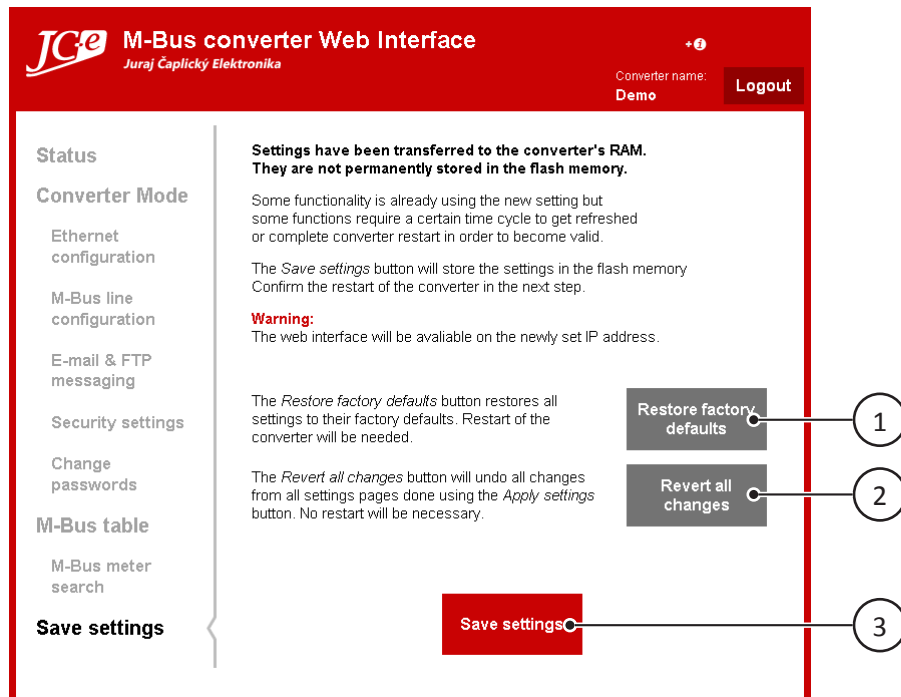 JC-e
M-Bus converter Web Interface
Juraj Čaplický Elektronika
+i
Converter name:
Demo
Logout
Status
Converter Mode
Ethernet
configuration
M-Bus line
configuration
E-mail & FTP
messaging
Security settings
Change
passwords
M-Bus table
M-Bus meter
search
Save settings
Settings have been transferred to the converter's RAM.
They are not permanently stored in the flash memory.
Some functionality is already using the new setting but
some functions require a certain time cycle to get refreshed
or complete converter restart in order to become valid.
The Save settings button will store the settings in the flash memory
Confirm the restart of the converter in the next step.
Warning:
The web interface will be avaliable on the newly set IP address.
The Restore factory defaults button restores all
settings to their factory defaults. Restart of the
converter will be needed.
Restore factory
defaults
1
The Revert all changes button will undo all changes
from all settings pages done using the Apply settings
button. No restart will be necessary.
Revert all
changes
2
Save settings
3